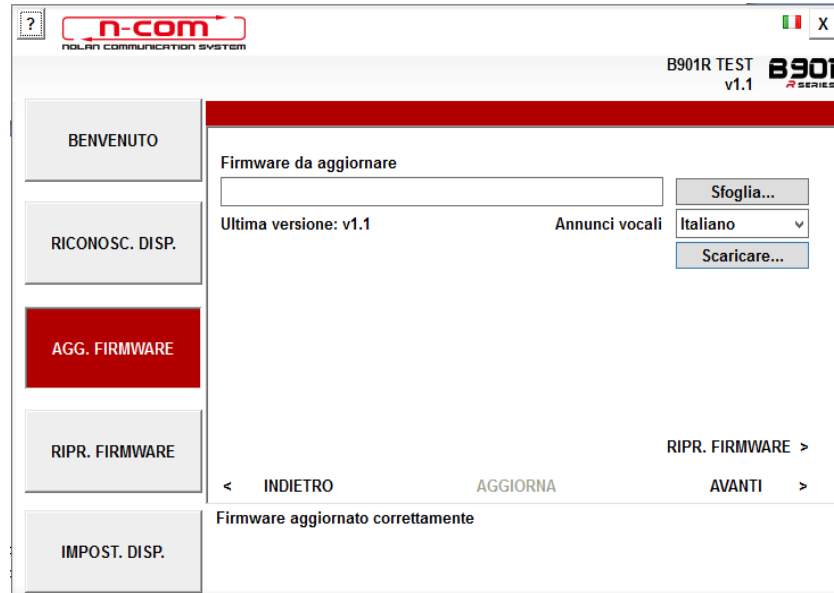 ?
n-com
NOLAN COMMUNICATION SYSTEM
X
B901R TEST
v1.1
B901
R SERIES
BENVENUTO
RICONOSC. DISP.
AGG. FIRMWARE
RIPR. FIRMWARE
IMPOST. DISP.
Firmware da aggiornare
Sfoglia...
Ultima versione: v1.1
Annunci vocali
Italiano
Scaricare...
RIPR. FIRMWARE >
< INDIETRO
AGGIORNA
AVANTI >
Firmware aggiornato correttamente